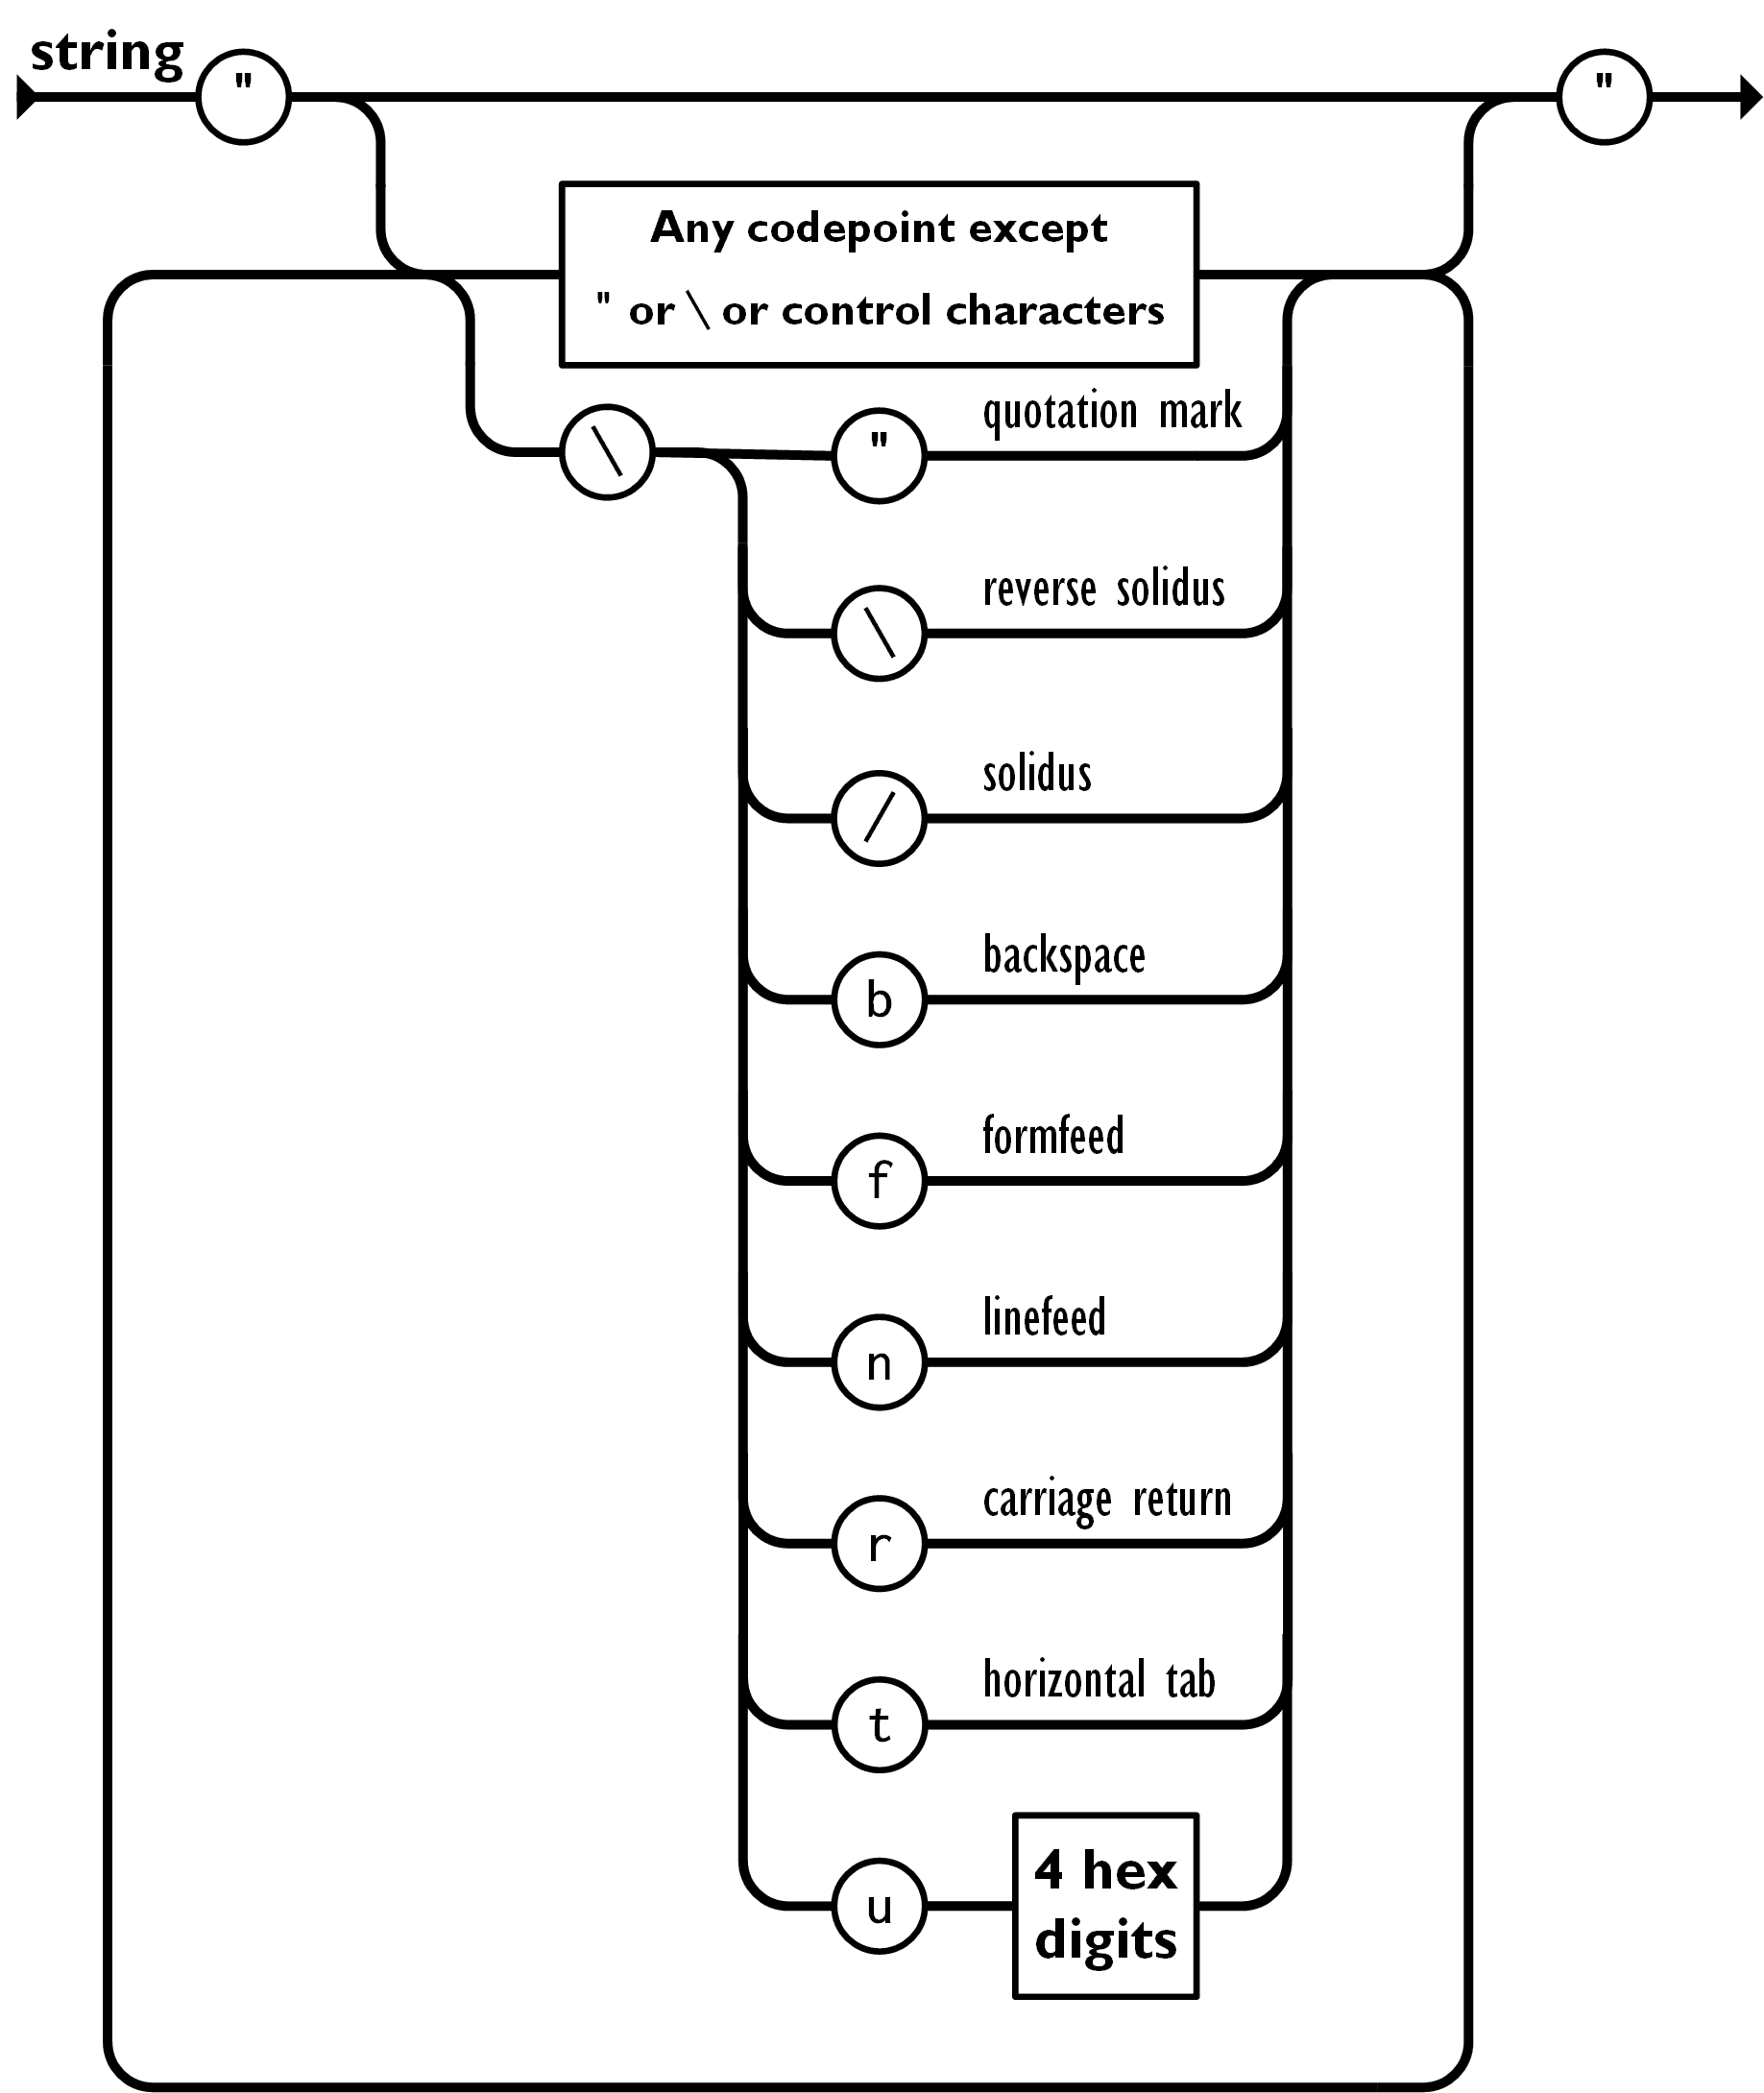 string
" "
Any codepoint except
" or \ or control characters
\ " quotation mark
\ reverse solidus
/ solidus
b backspace
f formfeed
n linefeed
r carriage return
t horizontal tab
u 4 hex
digits